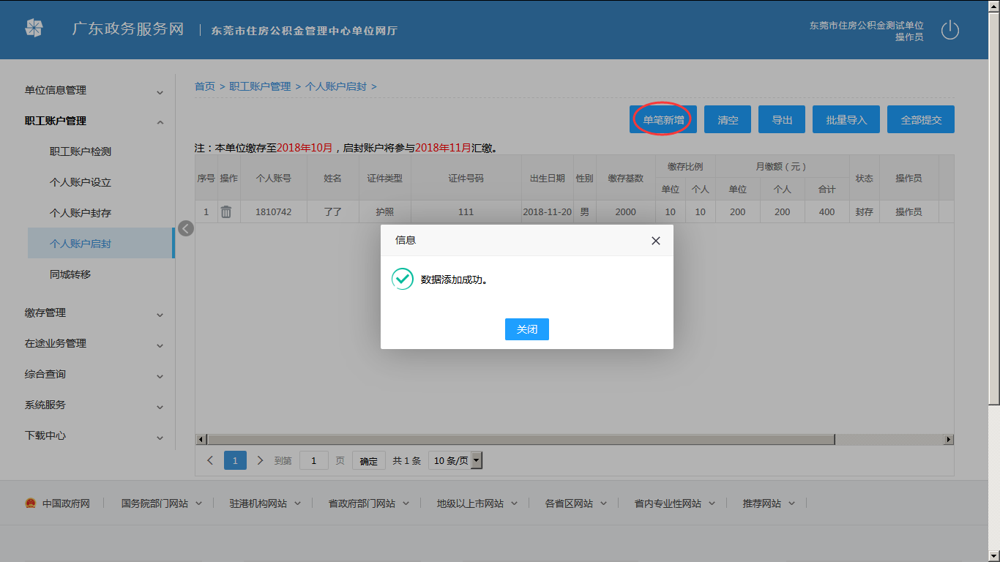 广东政务服务网 | 东莞市住房公积金管理中心单位网厅
东莞市住房公积金测试单位
操作员
单位信息管理
职工账户管理
职工账户检测
个人账户设立
个人账户封存
个人账户启封
同城转移
缴存管理
在途业务管理
综合查询
系统服务
下载中心
首页 > 职工账户管理 > 个人账户启封 >
单笔新增 清空 导出 批量导入 全部提交
注：本单位缴存至2018年10月，启封账户将参与2018年11月汇缴。
序号 操作 个人账号 姓名 证件类型 证件号码 出生日期 性别 缴存基数 缴存比例 月缴额（元） 状态 操作员
单位 个人 单位 个人 合计
1 1810742 了了 护照 111 2018-11-20 男 2000 10 10 200 200 400 封存 操作员
信息
数据添加成功。
关闭
1 到第 1 页 确定 共 1 条 10 条/页
中国政府网 国务院部门网站 驻港机构网站 省政府部门网站 地级以上市网站 各省区网站 省内专业性网站 推荐网站